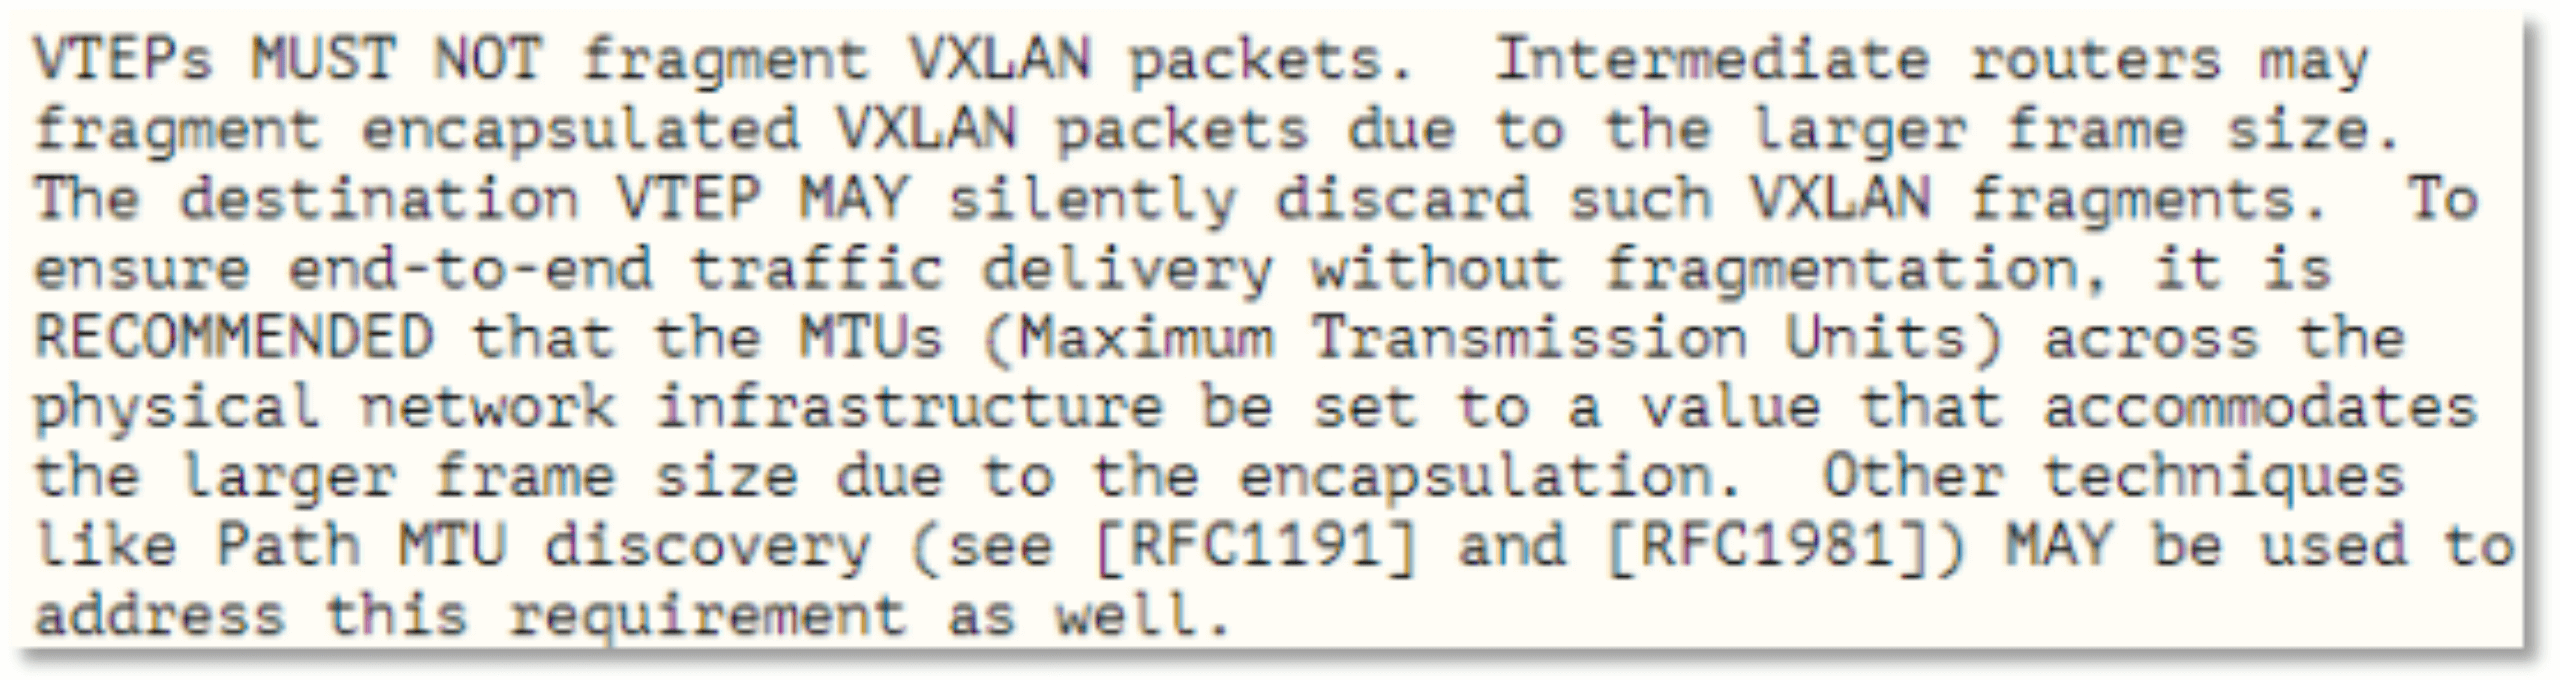 VTEPs MUST NOT fragment VXLAN packets.  Intermediate routers may
fragment encapsulated VXLAN packets due to the larger frame size.
The destination VTEP MAY silently discard such VXLAN fragments.  To
ensure end-to-end traffic delivery without fragmentation, it is
RECOMMENDED that the MTUs (Maximum Transmission Units) across the
physical network infrastructure be set to a value that accommodates
the larger frame size due to the encapsulation.  Other techniques
like Path MTU discovery (see [RFC1191] and [RFC1981]) MAY be used to
address this requirement as well.